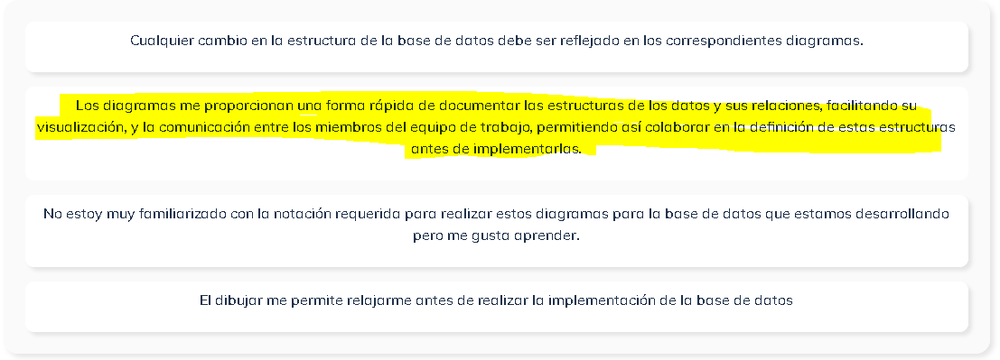 Cualquier cambio en la estructura de la base de datos debe ser reflejado en los correspondientes diagramas.
Los diagramas me proporcionan una forma rápida de documentar las estructuras de los datos y sus relaciones, facilitando su
visualización, y la comunicación entre los miembros del equipo de trabajo, permitiendo así colaborar en la definición de estas estructuras
antes de implementarlas.
No estoy muy familiarizado con la notación requerida para realizar estos diagramas para la base de datos que estamos desarrollando
pero me gusta aprender.
El dibujar me permite relajarme antes de realizar la implementación de la base de datos